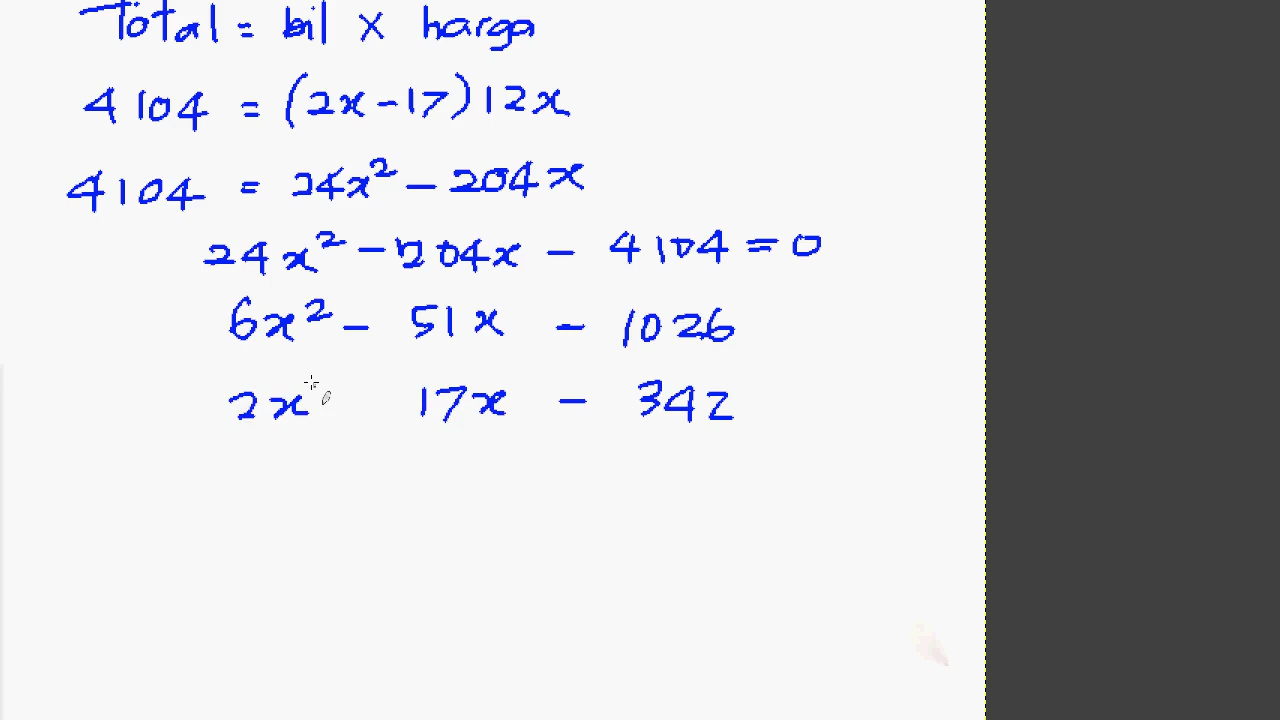 Total = bil × harga
4104 = (2x - 17)12x
4104 = 24x² - 204x
24x² - 204x - 4104 = 0
6x² - 51x - 1026
2x 17x - 342